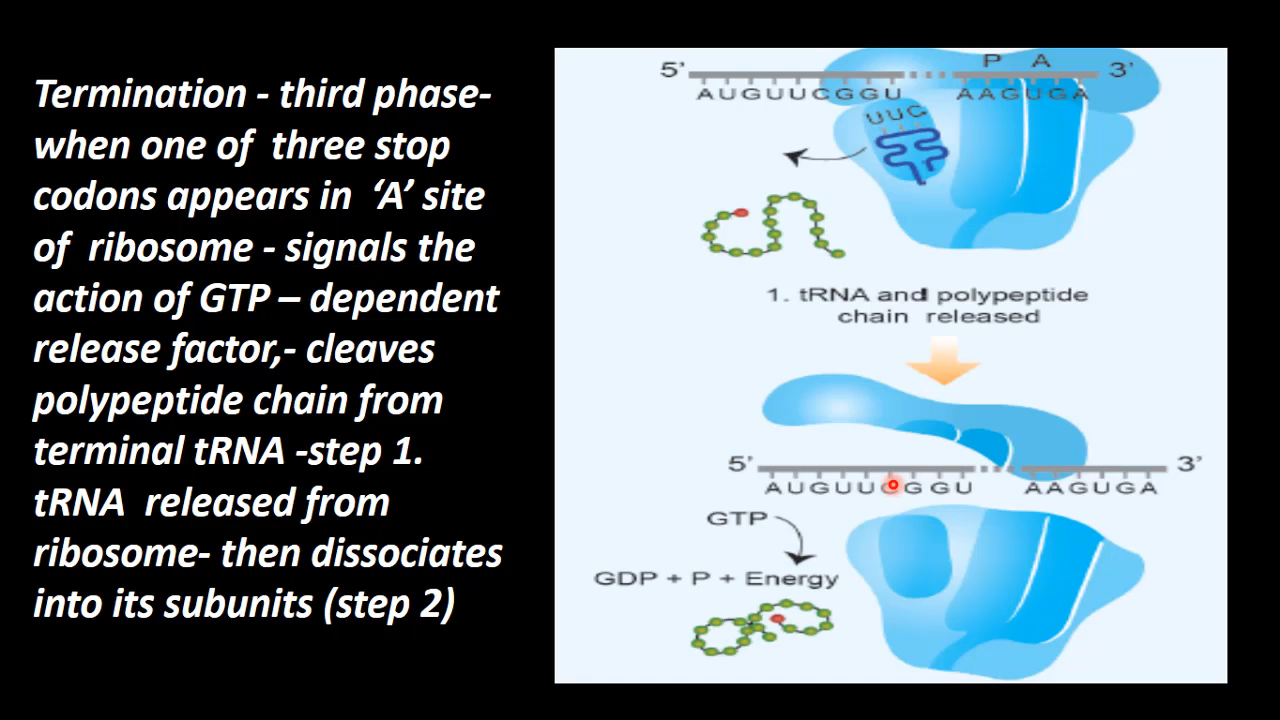 Termination - third phase-
when one of three stop
codons appears in ‘A’ site
of ribosome - signals the
action of GTP – dependent
release factor,- cleaves
polypeptide chain from
terminal tRNA -step 1.
tRNA released from
ribosome- then dissociates
into its subunits (step 2)
P A
5’ 3’
AUGUUCGGU AAGUGA
UUC
1. tRNA and polypeptide
chain released
5’ 3’
AUGUUCGGU AAGUGA
GTP
GDP + P + Energy